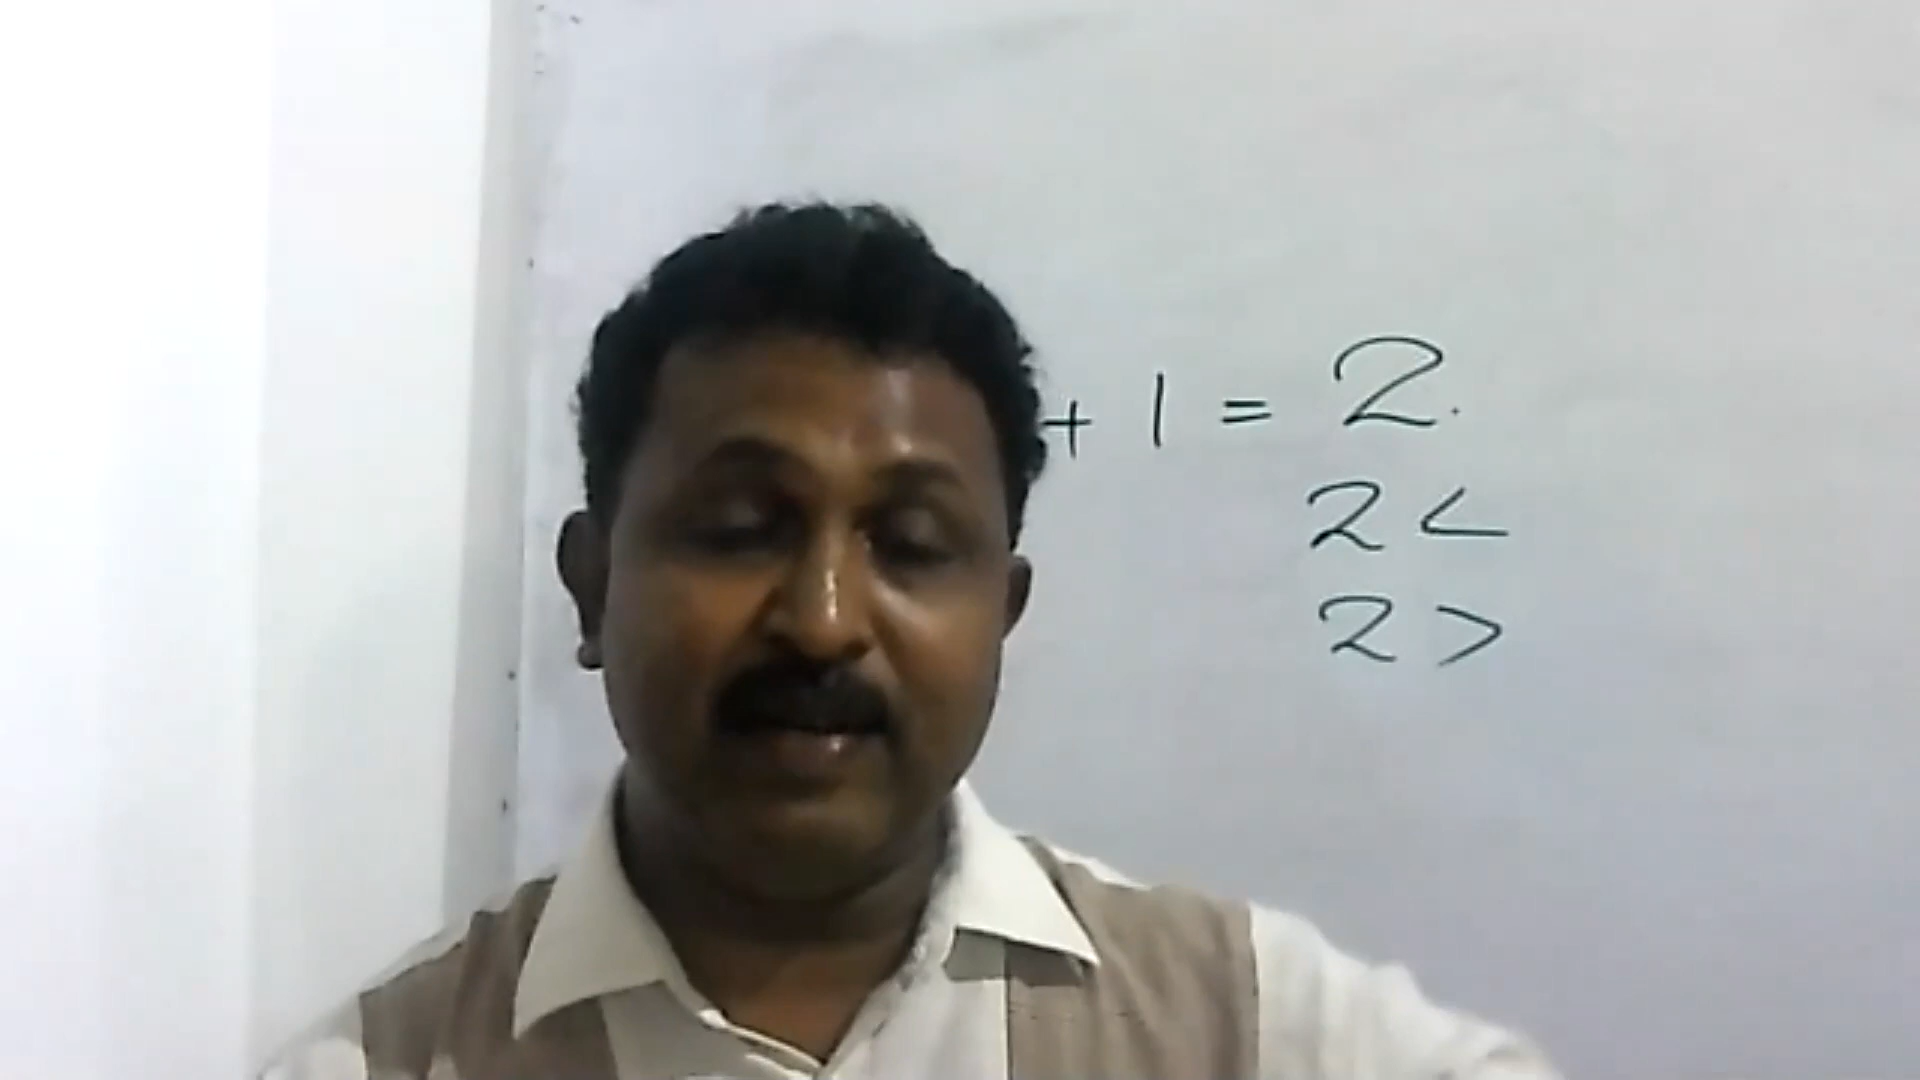 + 1 = 2.
2 <
2 >